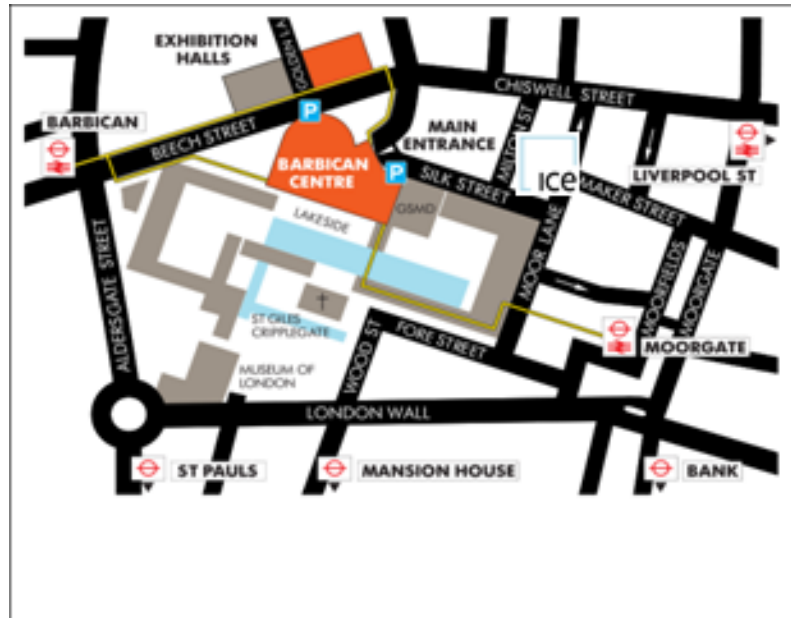 EXHIBITION
HALLS
GOLDEN LA
P
CHISWELL STREET
BARBICAN
BEECH STREET
MAIN
ENTRANCE
MILTON ST
BARBICAN
CENTRE
P
SILK STREET
ice
LIVERPOOL ST
MAKER STREET
GSMD
LAKESIDE
MOOR LANE
MOORFIELDS
MOORGATE
ALDERSGATE STREET
ST GILES
CRIPPLEGATE
WOOD ST
FORE STREET
MOORGATE
MUSEUM OF
LONDON
LONDON WALL
ST PAULS
MANSION HOUSE
BANK